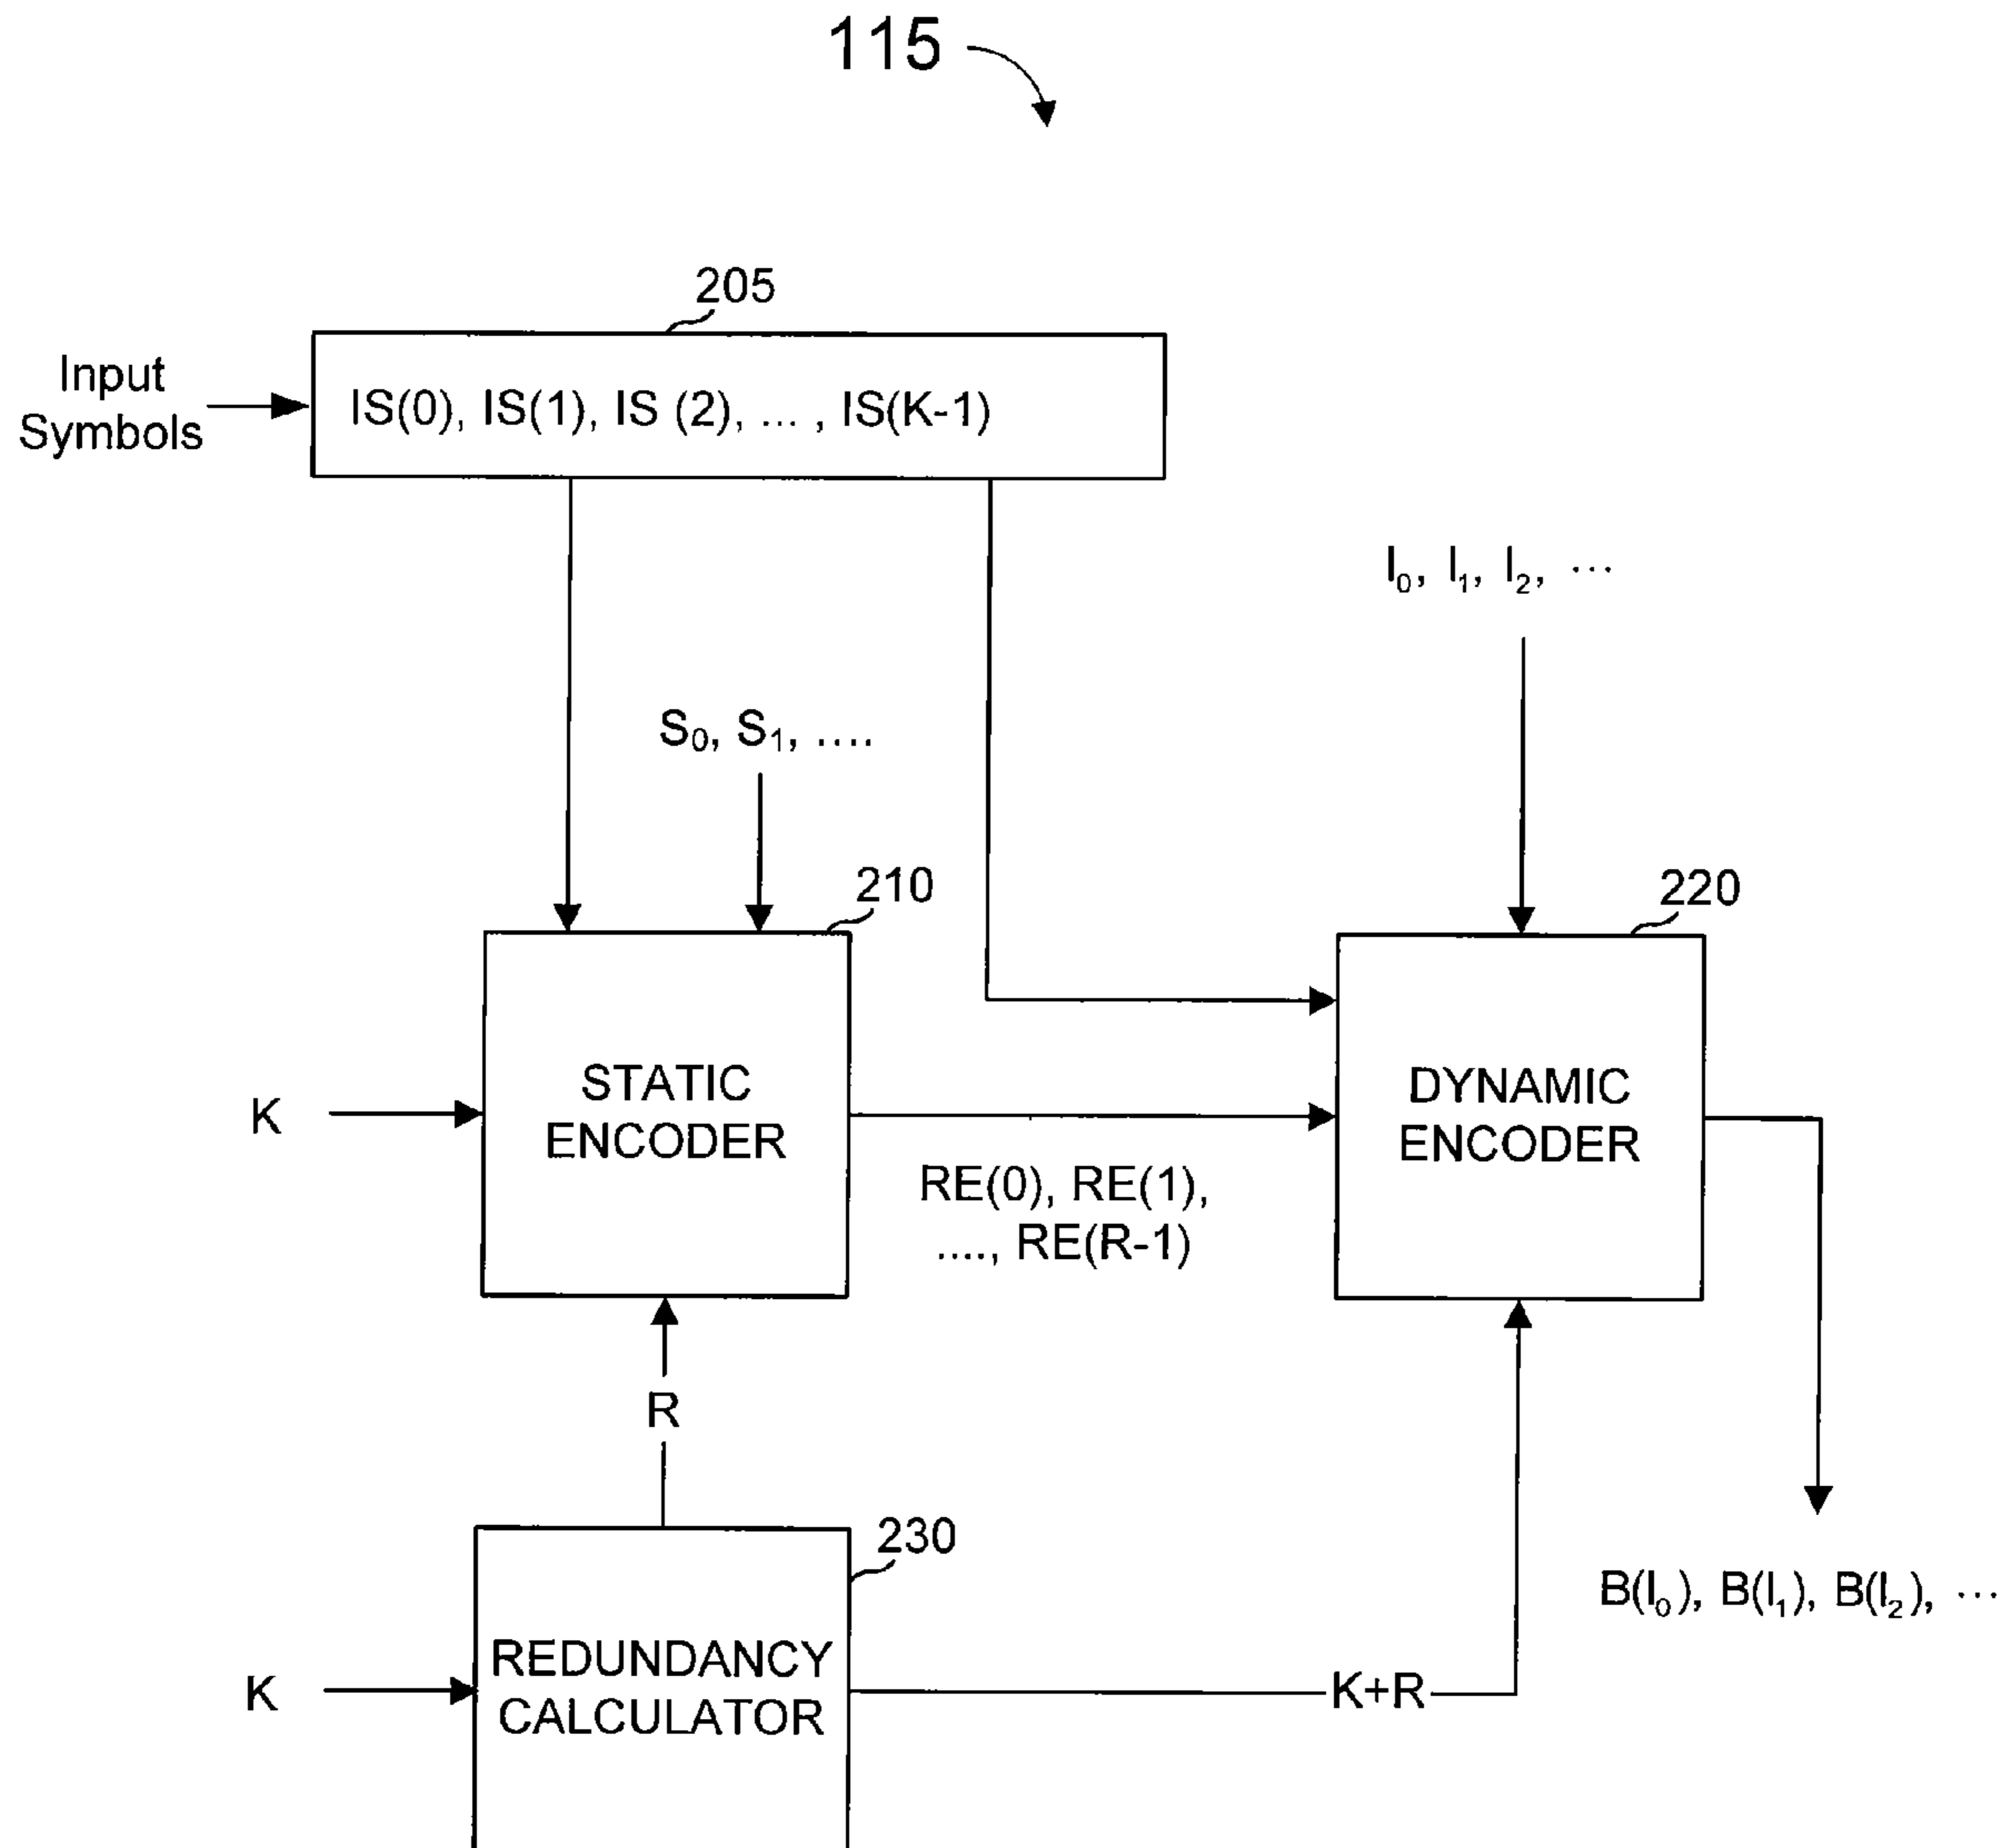 115
205
Input
Symbols
IS(0), IS(1), IS (2), ... , IS(K-1)
I₀, I₁, I₂, ...
S₀, S₁, ....
210
220
STATIC
ENCODER
DYNAMIC
ENCODER
K
RE(0), RE(1),
...., RE(R-1)
R
230
B(I₀), B(I₁), B(I₂), ...
REDUNDANCY
CALCULATOR
K
K+R